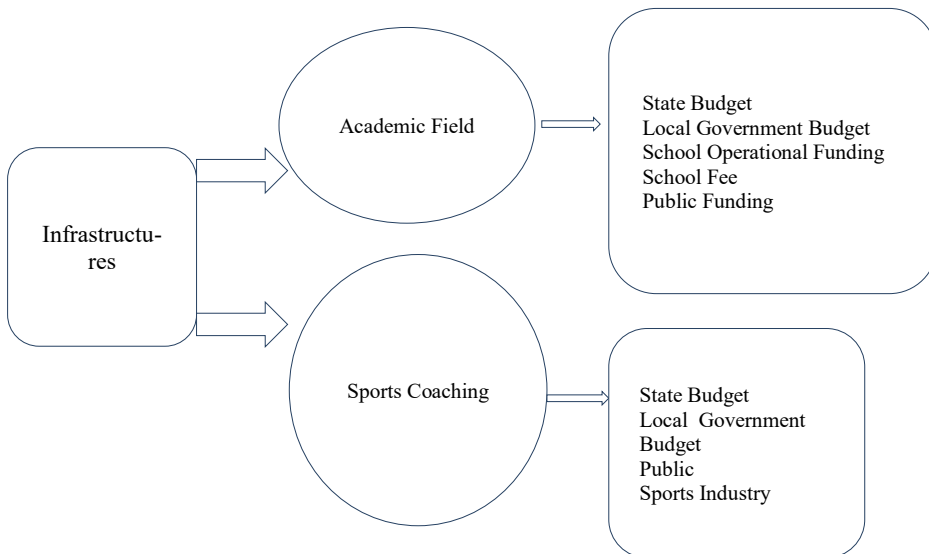 Infrastructu-
res
Academic Field
State Budget
Local Government Budget
School Operational Funding
School Fee
Public Funding
Sports Coaching
State Budget
Local  Government
Budget
Public
Sports Industry